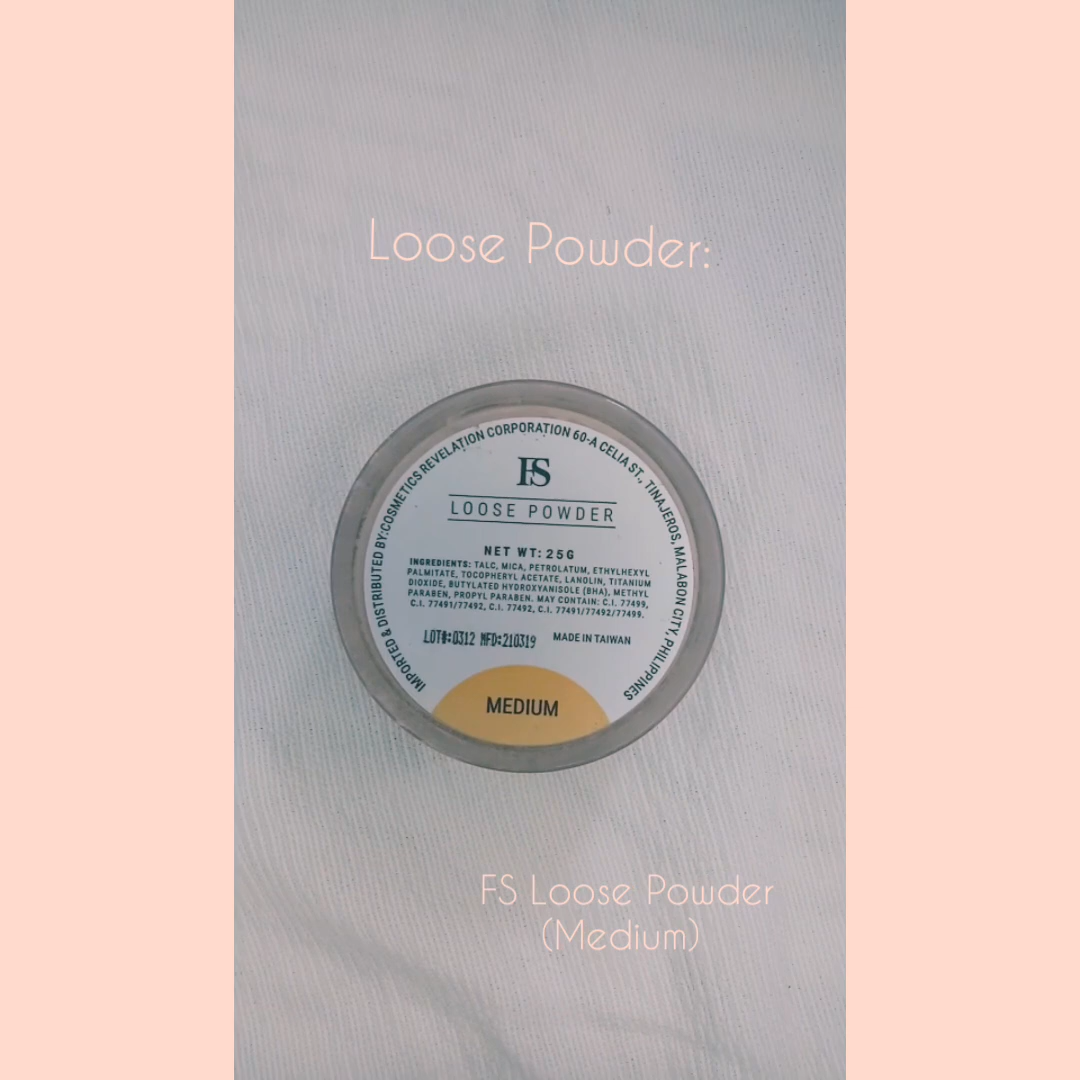 Loose Powder:
IMPORTED & DISTRIBUTED BY:COSMETICS REVELATION CORPORATION 60-A CELIA ST., TINAJEROS, MALABON CITY, PHILIPPINES
FS
LOOSE POWDER
NET WT: 25G
INGREDIENTS: TALC, MICA, PETROLATUM, ETHYLHEXYL
PALMITATE, TOCOPHERYL ACETATE, LANOLIN, TITANIUM
DIOXIDE, BUTYLATED HYDROXYANISOLE (BHA), METHYL
PARABEN, PROPYL PARABEN. MAY CONTAIN: C.I. 77499,
C.I. 77491/77492, C.I. 77492, C.I. 77491/77492/77499.
LOT#:0312 MFD:210319 MADE IN TAIWAN
MEDIUM
FS Loose Powder
(Medium)